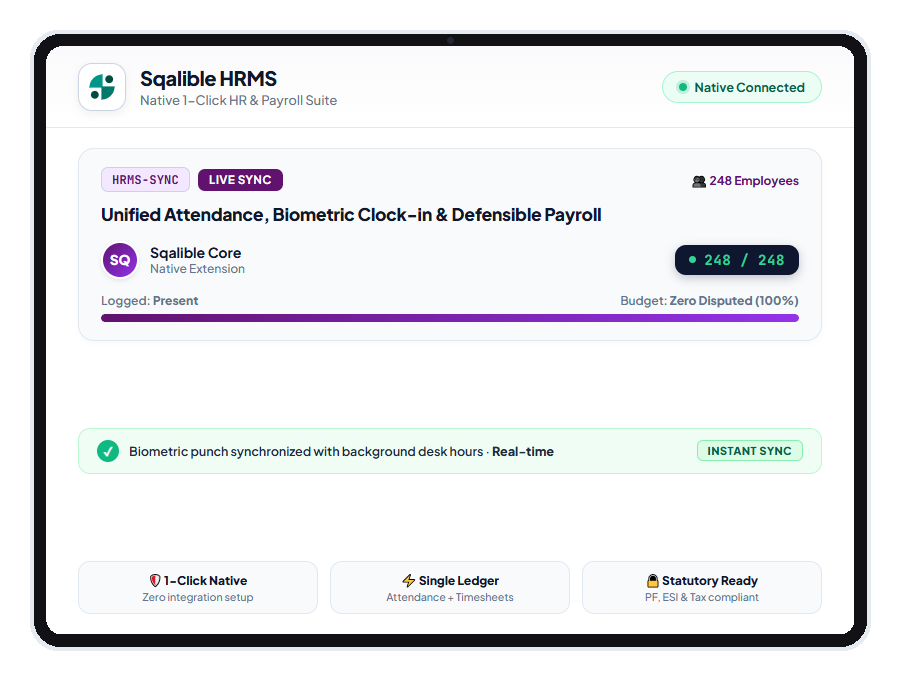 Sqalible HRMS
Native 1-Click HR & Payroll Suite
Native Connected
HRMS-SYNC
LIVE SYNC
248 Employees
Unified Attendance, Biometric Clock-in & Defensible Payroll
SQ
Sqalible Core
Native Extension
248 / 248
Logged: Present
Budget: Zero Disputed (100%)
Biometric punch synchronized with background desk hours · Real-time
INSTANT SYNC
1-Click Native
Zero integration setup
Single Ledger
Attendance + Timesheets
Statutory Ready
PF, ESI & Tax compliant